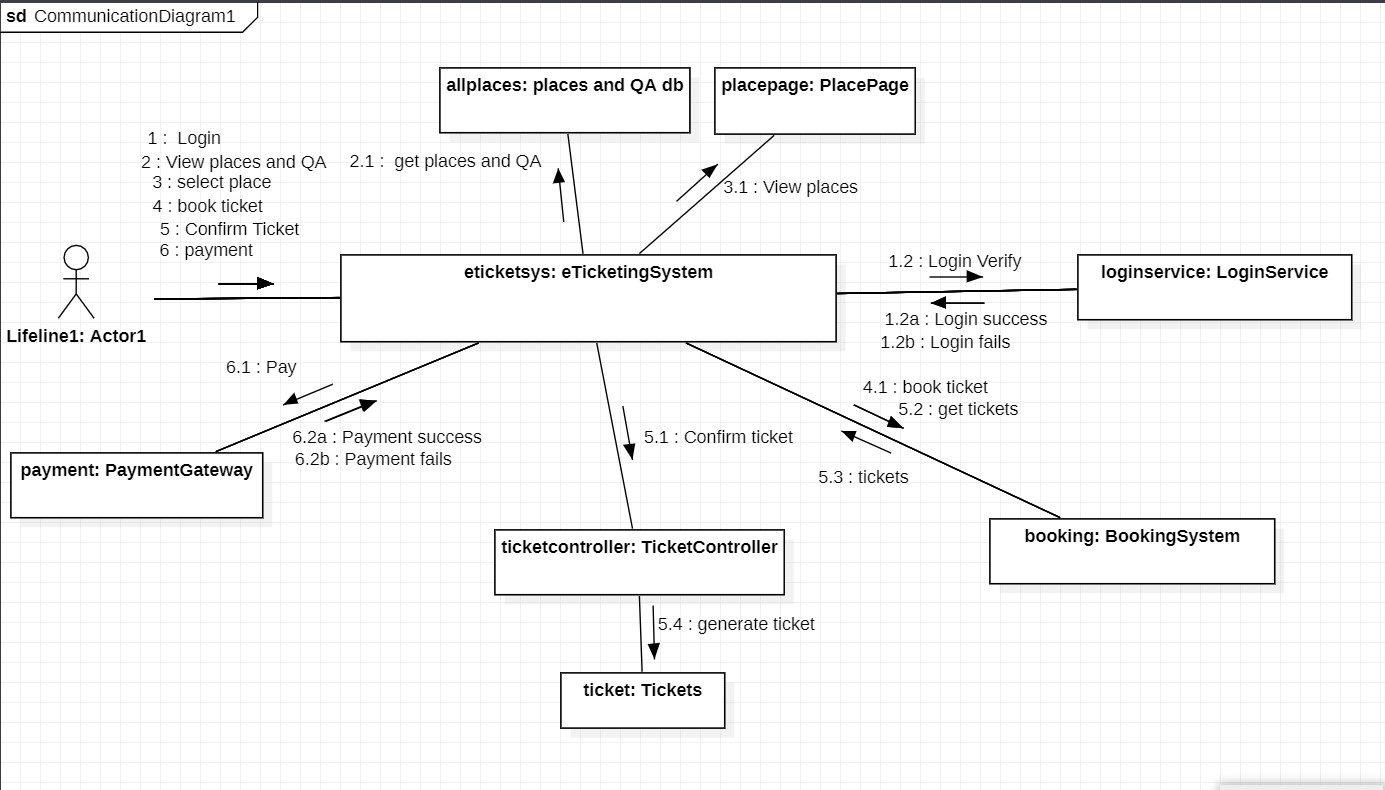 sd CommunicationDiagram1
allplaces: places and QA db
placepage: PlacePage
1 : Login
2 : View places and QA
3 : select place
4 : book ticket
5 : Confirm Ticket
6 : payment
2.1 : get places and QA
3.1 : View places
Lifeline1: Actor1
eticketsys: eTicketingSystem
1.2 : Login Verify
1.2a : Login success
1.2b : Login fails
loginservice: LoginService
6.1 : Pay
6.2a : Payment success
6.2b : Payment fails
payment: PaymentGateway
5.1 : Confirm ticket
4.1 : book ticket
5.2 : get tickets
5.3 : tickets
booking: BookingSystem
ticketcontroller: TicketController
5.4 : generate ticket
ticket: Tickets